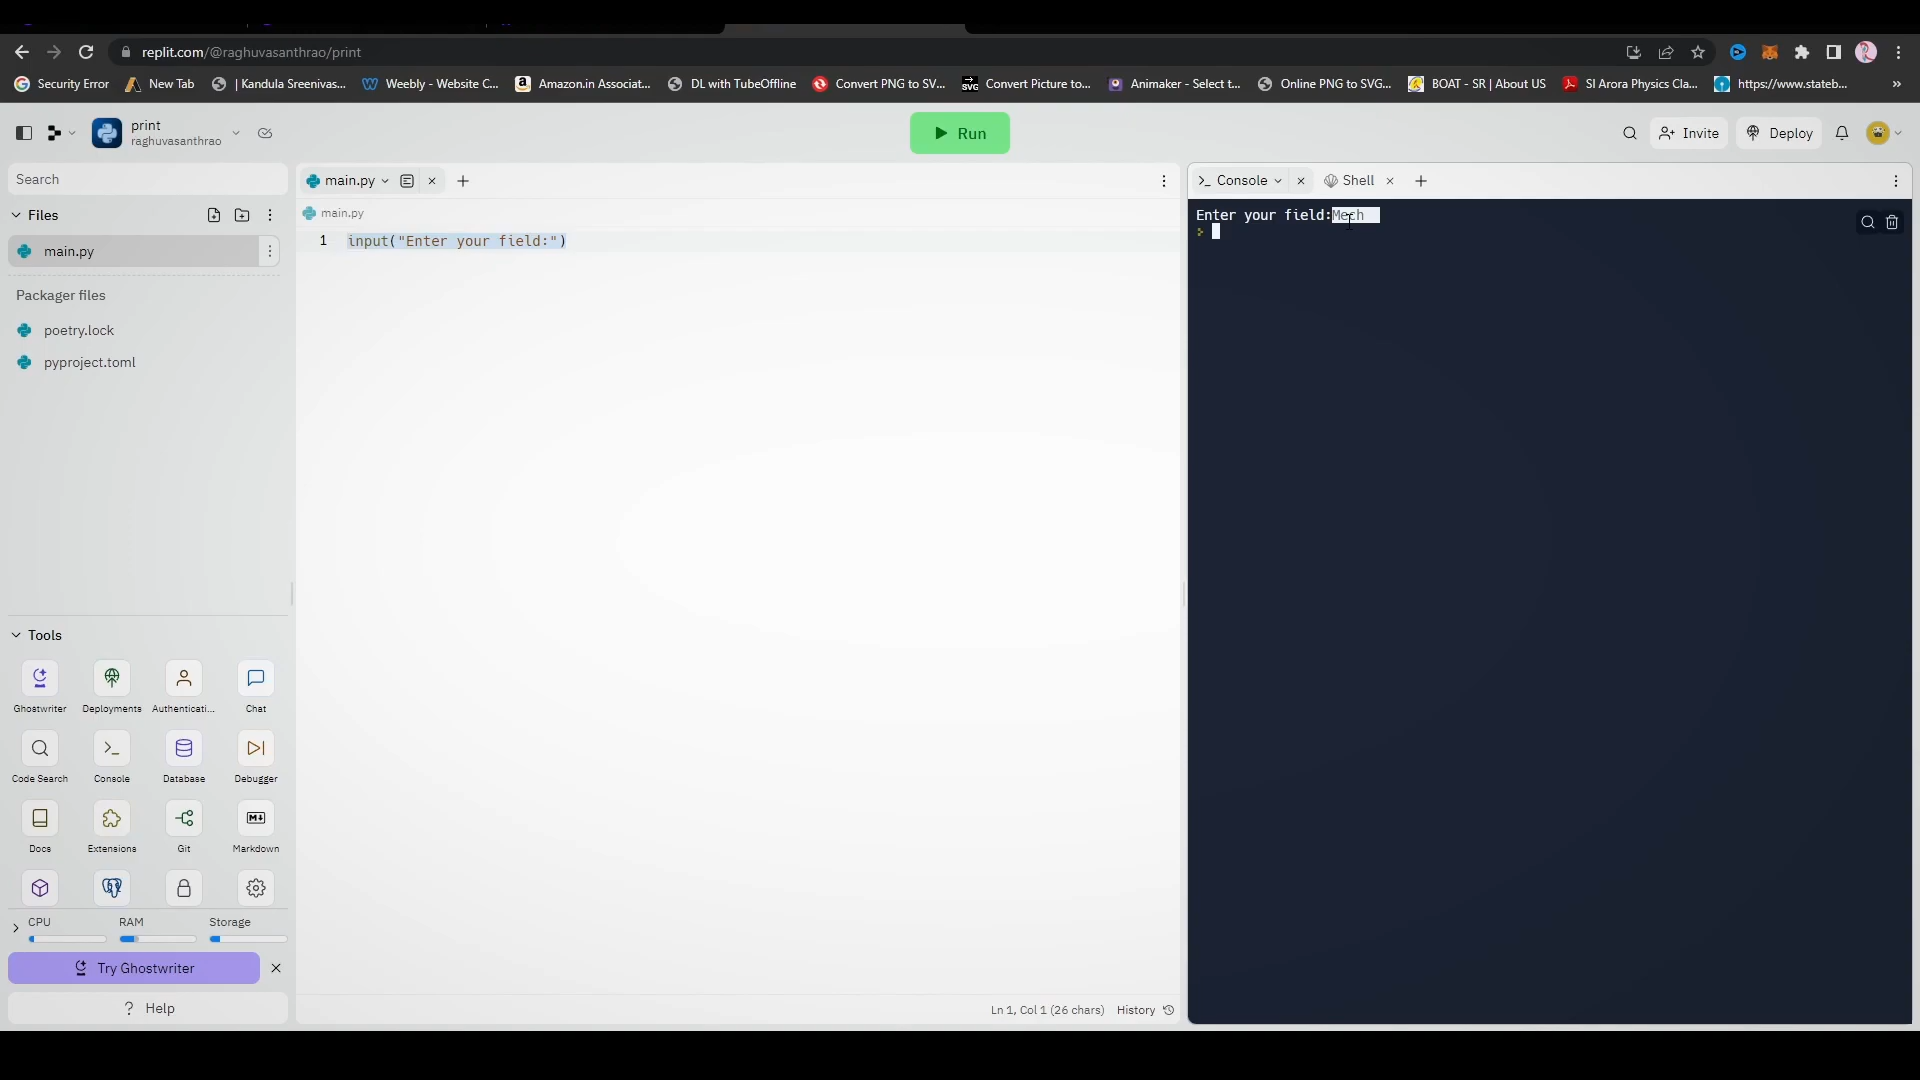 replit.com/@raghuvasanthrao/print
Security Error
New Tab
| Kandula Sreenivas...
Weebly - Website C...
Amazon.in Associat...
DL with TubeOffline
Convert PNG to SV...
SVG
Convert Picture to...
Animaker - Select t...
Online PNG to SVG...
BOAT - SR | About US
SI Arora Physics Cla...
https://www.stateb...
»
print
raghuvasanthrao
Run
Invite
Deploy
Search
main.py
Console
Shell
Files
main.py
Enter your field:Mech
1 input("Enter your field:")
main.py
Packager files
poetry.lock
pyproject.toml
Tools
Ghostwriter
Deployments
Authenticati...
Chat
Code Search
Console
Database
Debugger
Docs
Extensions
Git
Markdown
CPU
RAM
Storage
Try Ghostwriter
? Help
Ln 1, Col 1 (26 chars)
History